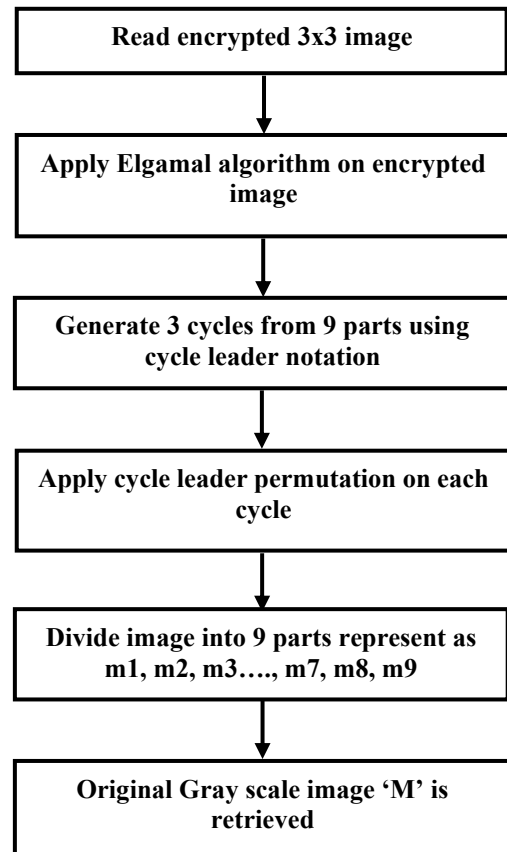 Read encrypted 3x3 image
Apply Elgamal algorithm on encrypted
image
Generate 3 cycles from 9 parts using
cycle leader notation
Apply cycle leader permutation on each
cycle
Divide image into 9 parts represent as
m1, m2, m3…., m7, m8, m9
Original Gray scale image ‘M’ is
retrieved